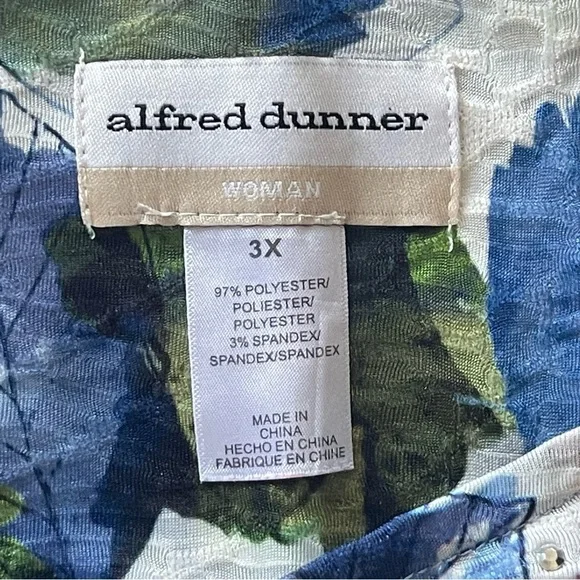 alfred dunner
WOMAN
3X
97% POLYESTER/
POLIESTER/
POLYESTER
3% SPANDEX/
SPANDEX/SPANDEX
MADE IN
CHINA
HECHO EN CHINA
FABRIQUE EN CHINE